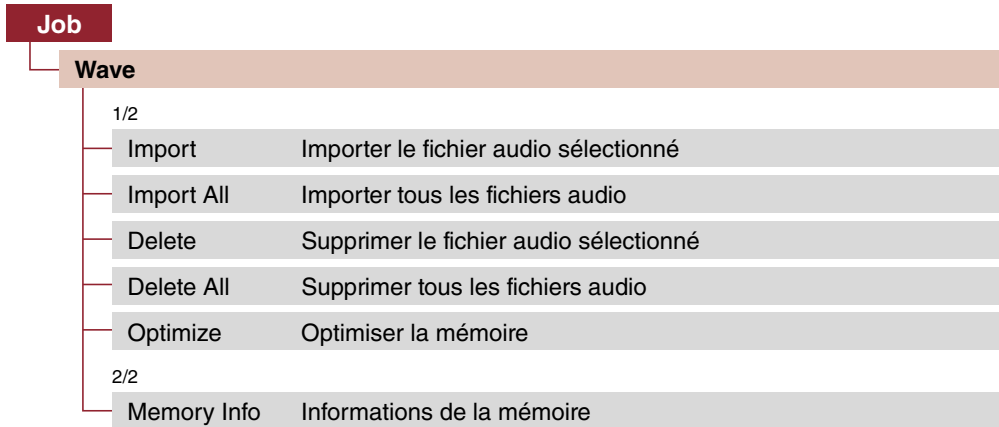 Job
Wave
1/2
Import Importer le fichier audio sélectionné
Import All Importer tous les fichiers audio
Delete Supprimer le fichier audio sélectionné
Delete All Supprimer tous les fichiers audio
Optimize Optimiser la mémoire
2/2
Memory Info Informations de la mémoire